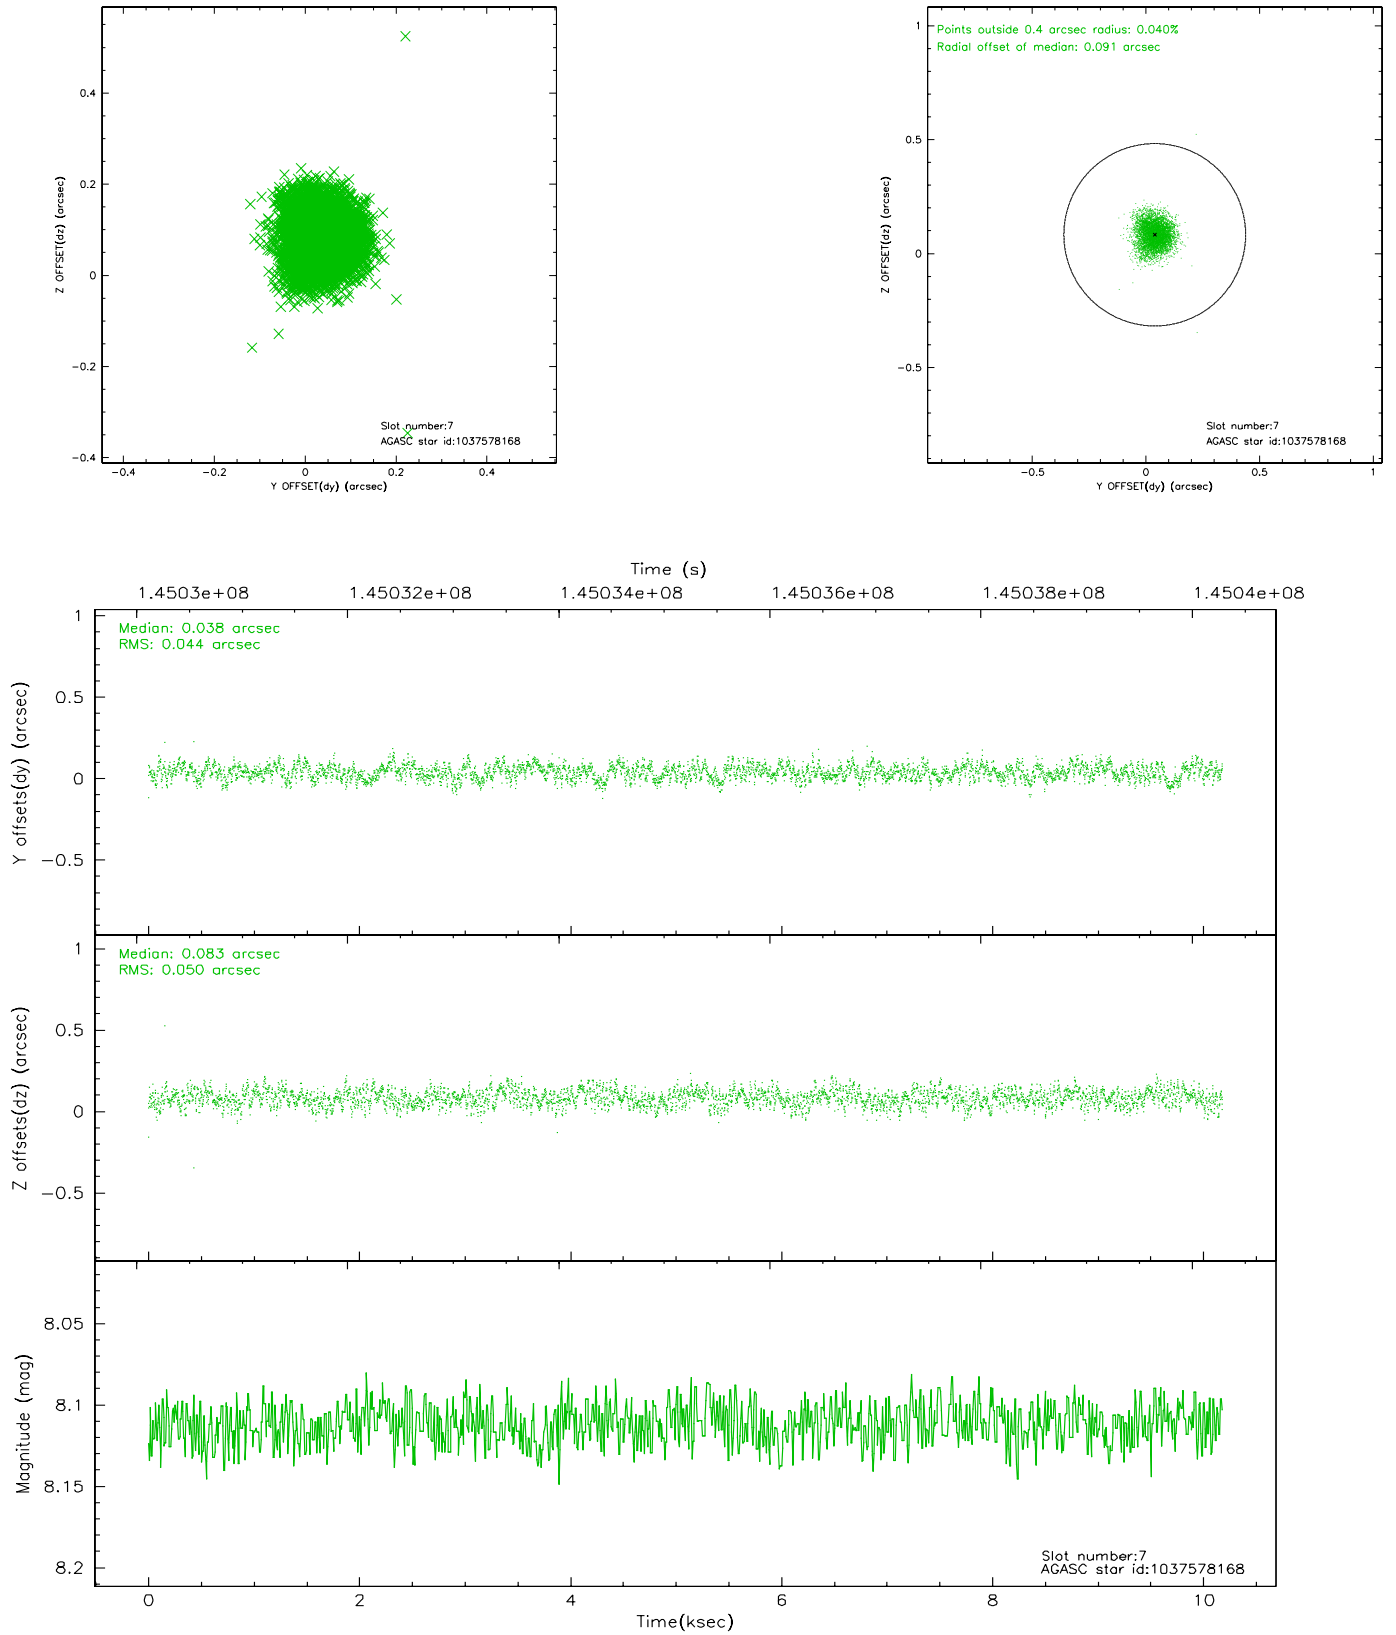 0.4
0.2
0
−0.2
−0.4
Z OFFSET(dz) (arcsec)
Slot number:7
AGASC star id:1037578168
−0.4 −0.2 0 0.2 0.4
Y OFFSET(dy) (arcsec)
Points outside 0.4 arcsec radius: 0.040%
Radial offset of median: 0.091 arcsec
1
0.5
0
−0.5
Z OFFSET(dz) (arcsec)
Slot number:7
AGASC star id:1037578168
−0.5 0 0.5 1
Y OFFSET(dy) (arcsec)
Time (s)
1.4503e+08 1.45032e+08 1.45034e+08 1.45036e+08 1.45038e+08 1.4504e+08
Median: 0.038 arcsec
RMS: 0.044 arcsec
1
0.5
0
−0.5
Y offsets(dy) (arcsec)
Median: 0.083 arcsec
RMS: 0.050 arcsec
1
0.5
0
−0.5
Z offsets(dz) (arcsec)
8.05
8.1
8.15
8.2
Magnitude (mag)
Slot number:7
AGASC star id:1037578168
0 2 4 6 8 10
Time(ksec)